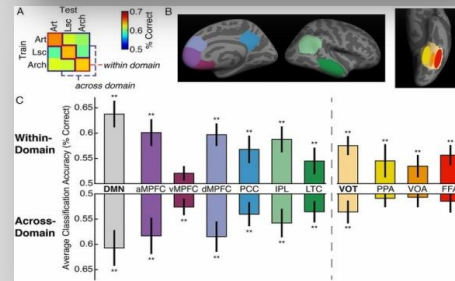 A
Test
Art
Lsc
Arch
Train
Art
Lsc
Arch
0.7
0.6
0.5
% Correct
within domain
across domain
B
C
Within-
Domain
Across-
Domain
Average Classification Accuracy (% Correct)
0.65
0.60
0.55
0.5
** ** ** ** ** ** ** ** ** **
DMN aMPFC vMPFC dMPFC PCC IPL LTC VOT PPA VOA FFA
0.5
0.55
0.60
0.65
** ** ** ** ** ** ** **